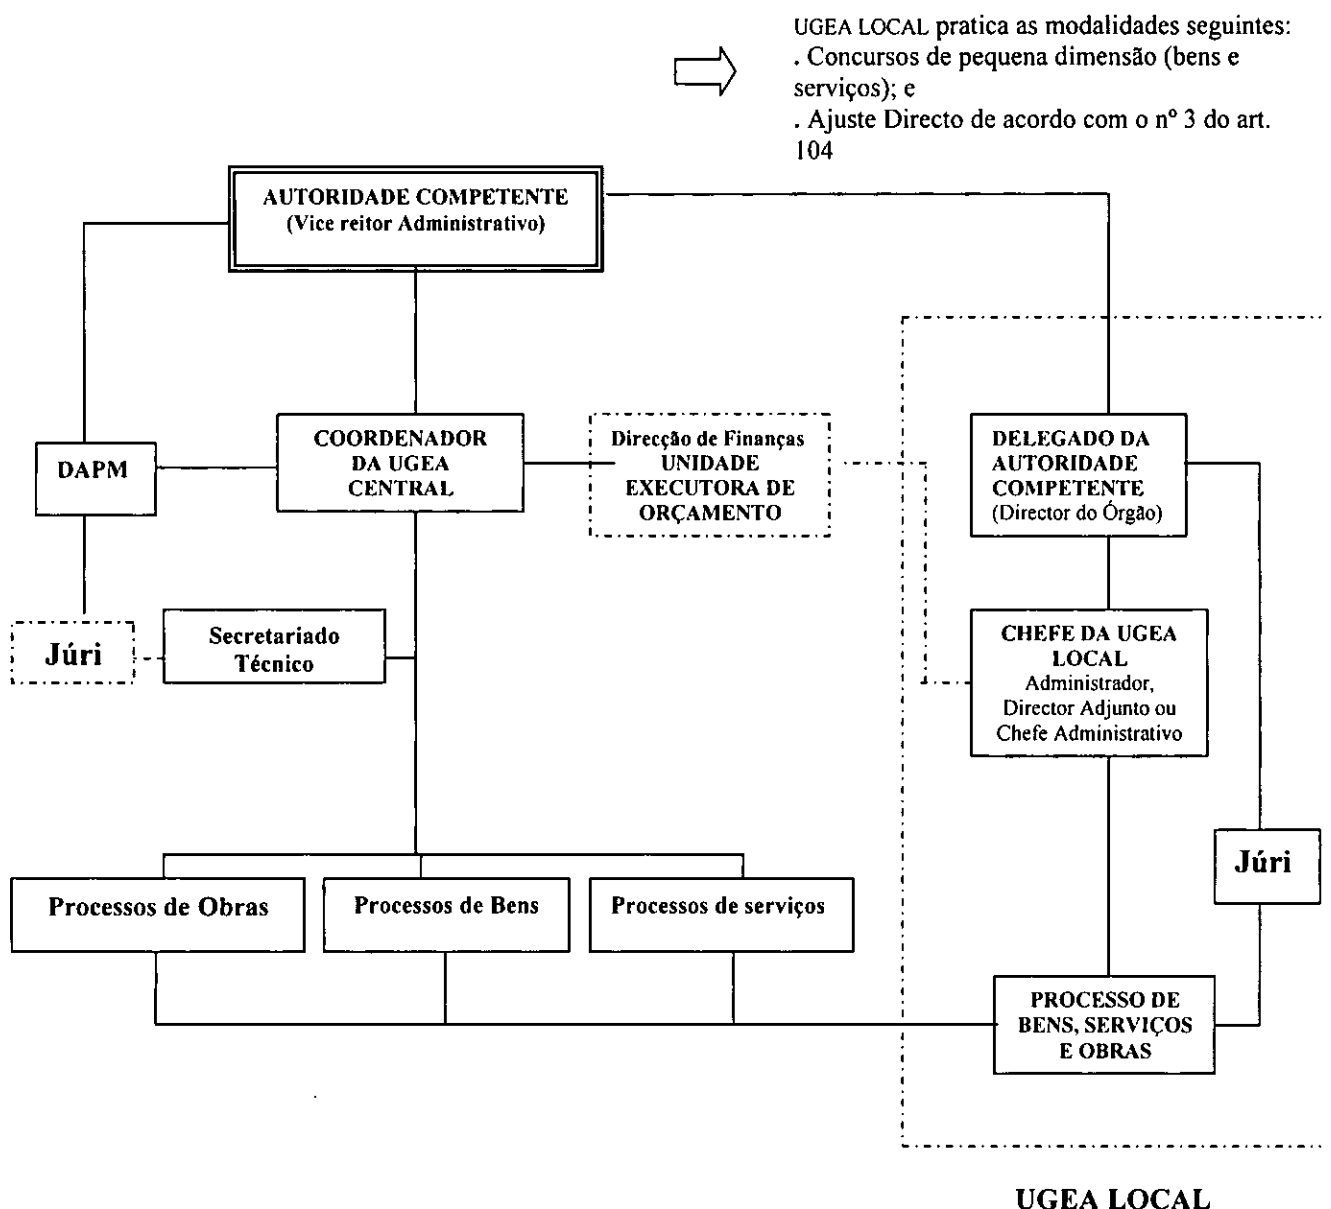 UGEA LOCAL pratica as modalidades seguintes:
. Concursos de pequena dimensão (bens e
serviços); e
. Ajuste Directo de acordo com o nº 3 do art.
104
AUTORIDADE COMPETENTE
(Vice reitor Administrativo)
DAPM
COORDENADOR
DA UGEA
CENTRAL
Direcção de Finanças
UNIDADE
EXECUTORA DE
ORÇAMENTO
DELEGADO DA
AUTORIDADE
COMPETENTE
(Director do Órgão)
Júri
Secretariado
Técnico
CHEFE DA UGEA
LOCAL
Administrador,
Director Adjunto ou
Chefe Administrativo
Júri
Processos de Obras
Processos de Bens
Processos de serviços
PROCESSO DE
BENS, SERVIÇOS
E OBRAS
UGEA LOCAL